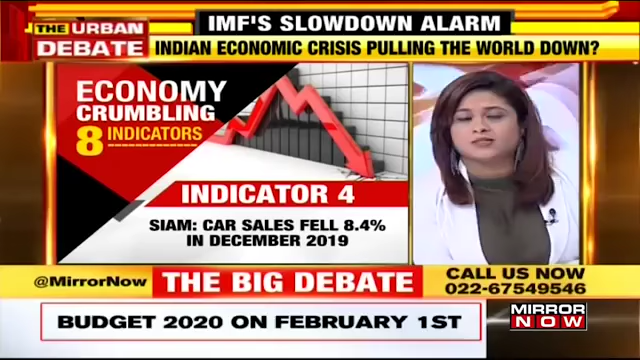 THE URBAN
DEBATE
IMF'S SLOWDOWN ALARM
INDIAN ECONOMIC CRISIS PULLING THE WORLD DOWN?
ECONOMY
CRUMBLING
8 INDICATORS
INDICATOR 4
SIAM: CAR SALES FELL 8.4%
IN DECEMBER 2019
@MirrorNow
THE BIG DEBATE
CALL US NOW
022-67549546
BUDGET 2020 ON FEBRUARY 1ST
MIRROR
NOW